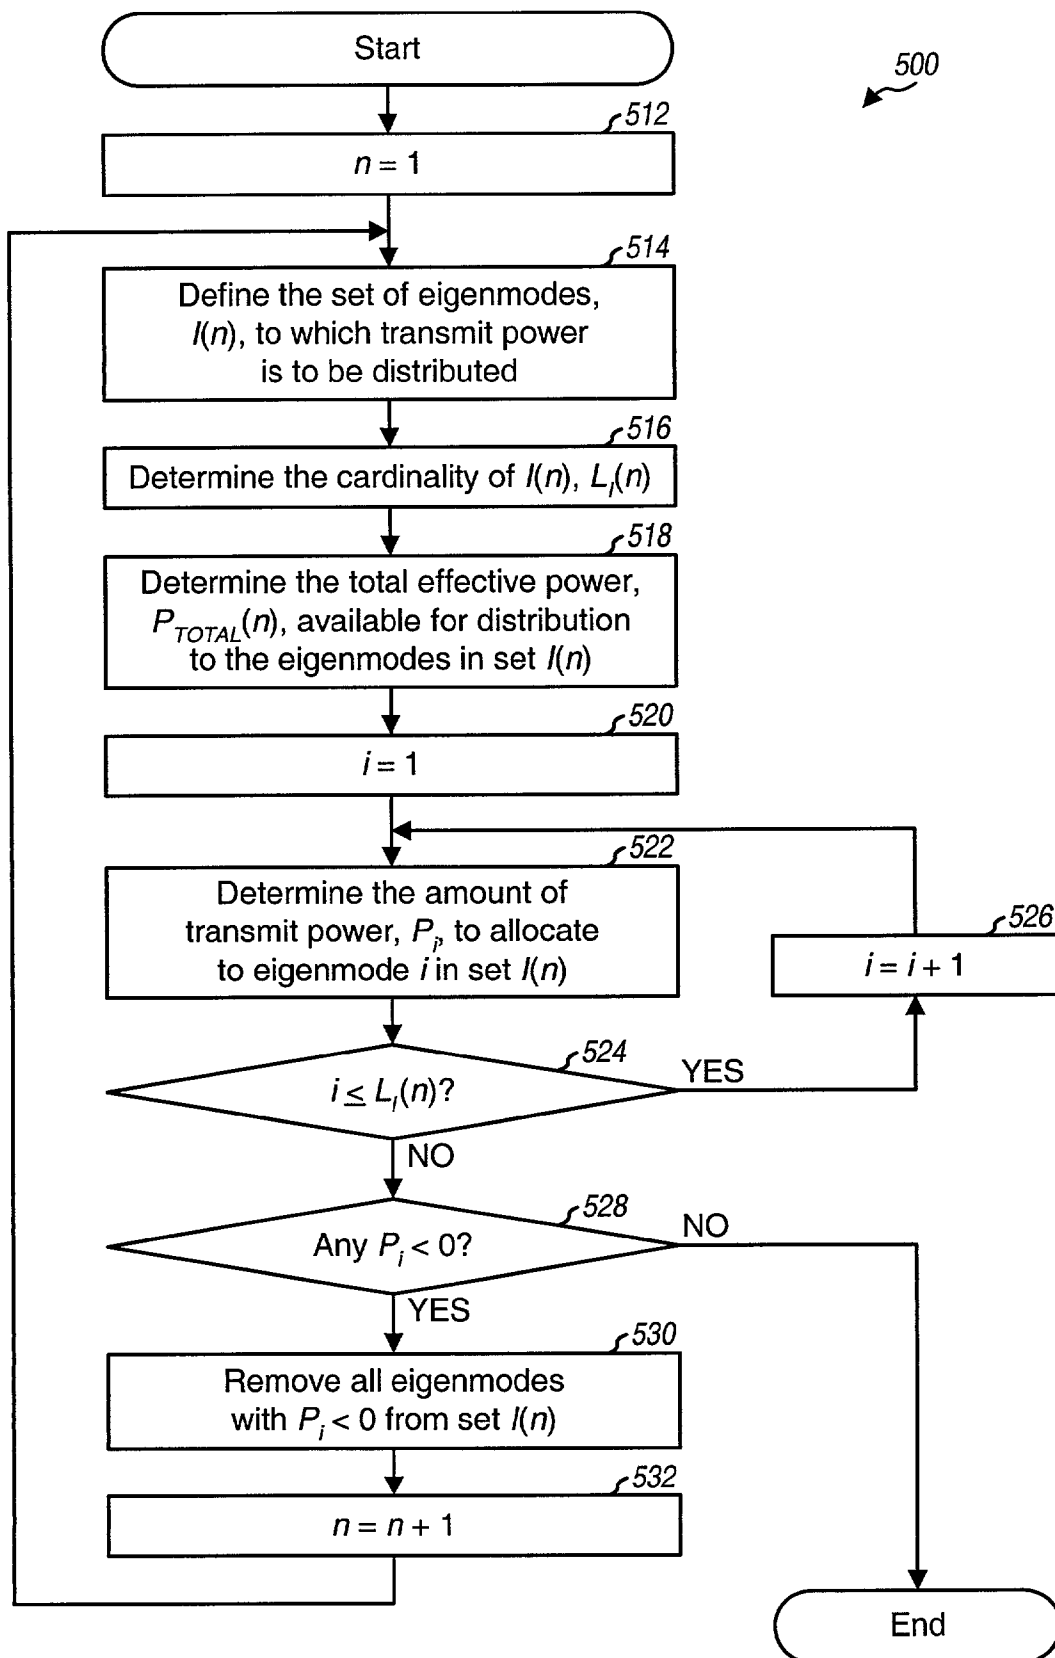 Start
500
512
n = 1
514
Define the set of eigenmodes,
I(n), to which transmit power
is to be distributed
516
Determine the cardinality of I(n), L_I(n)
518
Determine the total effective power,
P_TOTAL(n), available for distribution
to the eigenmodes in set I(n)
520
i = 1
522
Determine the amount of
transmit power, P_i, to allocate
to eigenmode i in set I(n)
526
i = i + 1
524
i ≤ L_I(n)?
YES
NO
528
Any P_i < 0?
NO
YES
530
Remove all eigenmodes
with P_i < 0 from set I(n)
532
n = n + 1
End